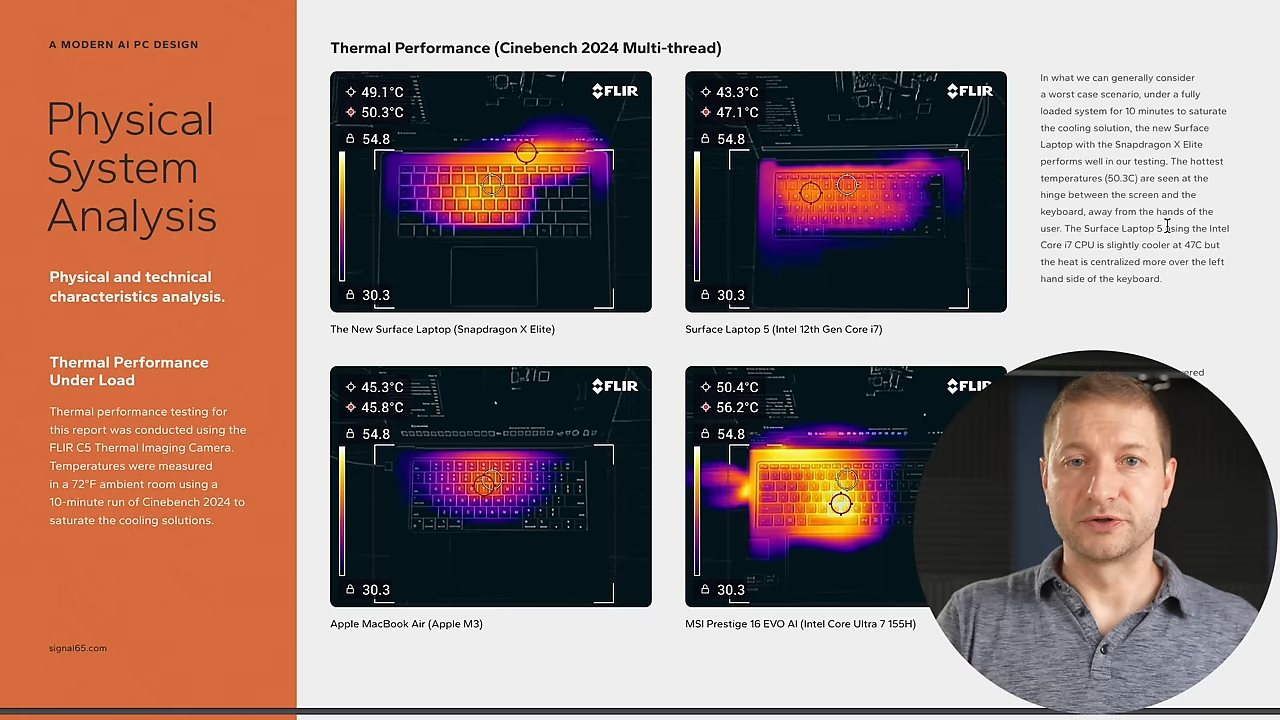 A MODERN AI PC DESIGN
Physical
System
Analysis
Physical and technical
characteristics analysis.
Thermal Performance
Under Load
Thermal performance testing for
this report was conducted using the
FLIR C5 Thermal Imaging Camera.
Temperatures were measured
in a 72°F ambient room using a
10-minute run of Cinebench 2024 to
saturate the cooling solutions.
signal65.com
Thermal Performance (Cinebench 2024 Multi-thread)
49.1°C
50.3°C
54.8
FLIR
30.3
The New Surface Laptop (Snapdragon X Elite)
43.3°C
47.1°C
54.8
FLIR
30.3
Surface Laptop 5 (Intel 12th Gen Core i7)
In what we can generally consider
a worst case scenario, under a fully
loaded system for 10 minutes to
the cooling solution, the new Surface
Laptop with the Snapdragon X Elite
performs well in our testing. The hottest
temperatures (50.3C) are seen at the
hinge between the screen and the
keyboard, away from the hands of the
user. The Surface Laptop 5 using the Intel
Core i7 CPU is slightly cooler at 47C but
the heat is centralized more over the left
hand side of the keyboard.
45.3°C
45.8°C
54.8
FLIR
30.3
Apple MacBook Air (Apple M3)
50.4°C
56.2°C
54.8
FLIR
30.3
MSI Prestige 16 EVO AI (Intel Core Ultra 7 155H)